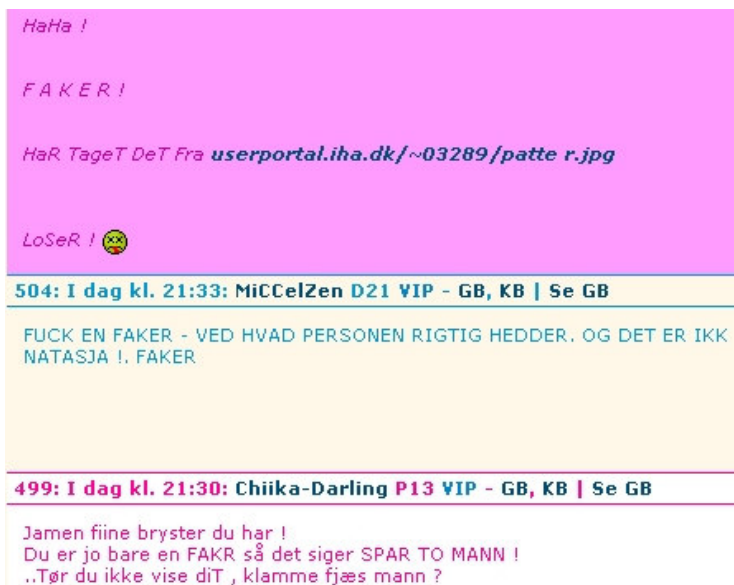 HaHa !
F A K E R !
HaR TageT DeT Fra userportal.iha.dk/~03289/patte r.jpg
LoSeR !
504: I dag kl. 21:33: MiCCelZen D21 VIP - GB, KB | Se GB
FUCK EN FAKER - VED HVAD PERSONEN RIGTIG HEDDER. OG DET ER IKK
NATASJA !. FAKER
499: I dag kl. 21:30: Chiika-Darling P13 VIP - GB, KB | Se GB
Jamen fiine bryster du har !
Du er jo bare en FAKR så det siger SPAR TO MANN !
..Tør du ikke vise diT , klamme fjæs mann ?